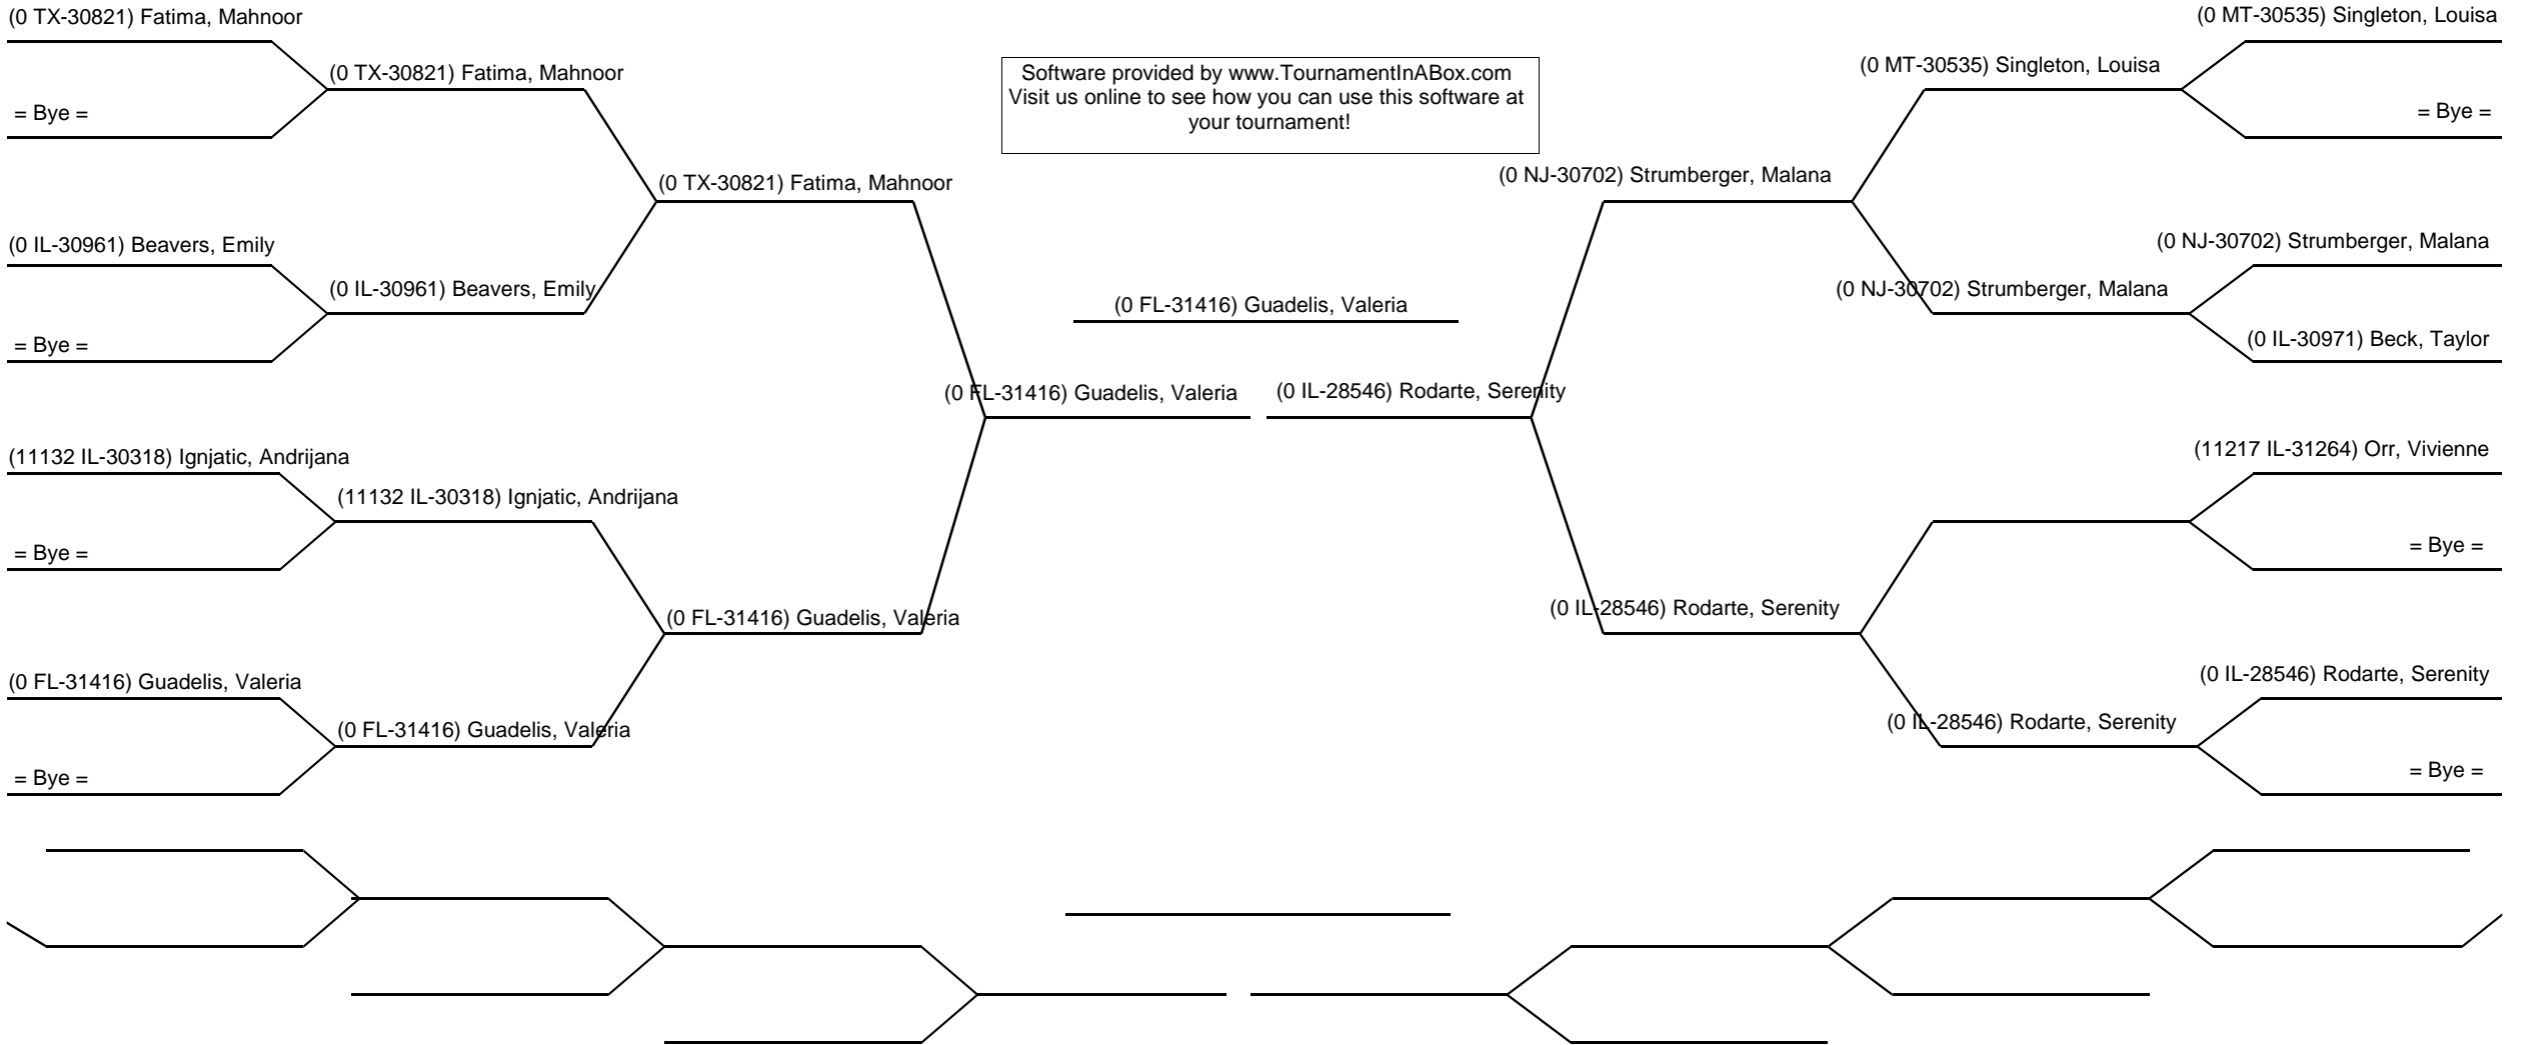 (0 TX-30821) Fatima, Mahnoor
(0 TX-30821) Fatima, Mahnoor
= Bye =
(0 TX-30821) Fatima, Mahnoor
(0 IL-30961) Beavers, Emily
(0 IL-30961) Beavers, Emily
= Bye =
(0 FL-31416) Guadelis, Valeria
(11132 IL-30318) Ignjatic, Andrijana
(11132 IL-30318) Ignjatic, Andrijana
= Bye =
(0 FL-31416) Guadelis, Valeria
(0 FL-31416) Guadelis, Valeria
(0 FL-31416) Guadelis, Valeria
= Bye =
Software provided by www.TournamentInABox.com
Visit us online to see how you can use this software at
your tournament!
(0 FL-31416) Guadelis, Valeria
(0 MT-30535) Singleton, Louisa
(0 MT-30535) Singleton, Louisa
= Bye =
(0 NJ-30702) Strumberger, Malana
(0 NJ-30702) Strumberger, Malana
(0 NJ-30702) Strumberger, Malana
(0 IL-30971) Beck, Taylor
(0 IL-28546) Rodarte, Serenity
(11217 IL-31264) Orr, Vivienne
= Bye =
(0 IL-28546) Rodarte, Serenity
(0 IL-28546) Rodarte, Serenity
(0 IL-28546) Rodarte, Serenity
= Bye =